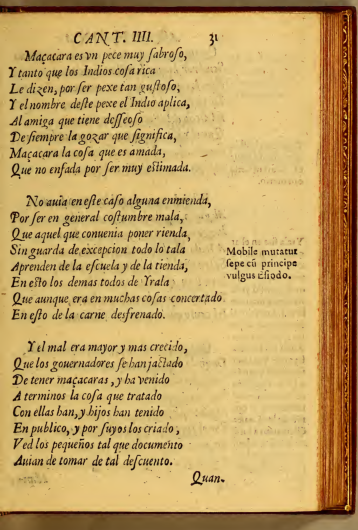 CANT. IIII. 31
Maçacara es vn pece muy sabroso,
Y tanto que los Indios cosa rica
Le dizen, por ser pexe tan gustoso,
Y el nombre deste pexe el Indio aplica,
Al amiga que tiene desseoso
De siempre la gozar que significa,
Maçacara la cosa que es amada,
Que no enfada por ser muy estimada.
No auia en este caso alguna enmienda,
Por ser en general costumbre mala,
Que aquel que conuenia poner rienda,
Sin guarda de excepcion todo lo tala
Aprenden de la escuela y de la tienda,
En esto los demas todos de Yrala
Que aunque era en muchas cosas concertado
En esto de la carne desfrenado.
Mobile mutatur
sepe cū principe
vulgus Esiodo.
Y el mal era mayor y mas crecido,
Que los gouernadores se han jactado
De tener maçacaras, y ha venido
A terminos la cosa que tratado
Con ellas han, y hijos han tenido
En publico, y por suyos los criado,
Ved los pequeños tal que documento
Auian de tomar de tal descuento.
Quan.